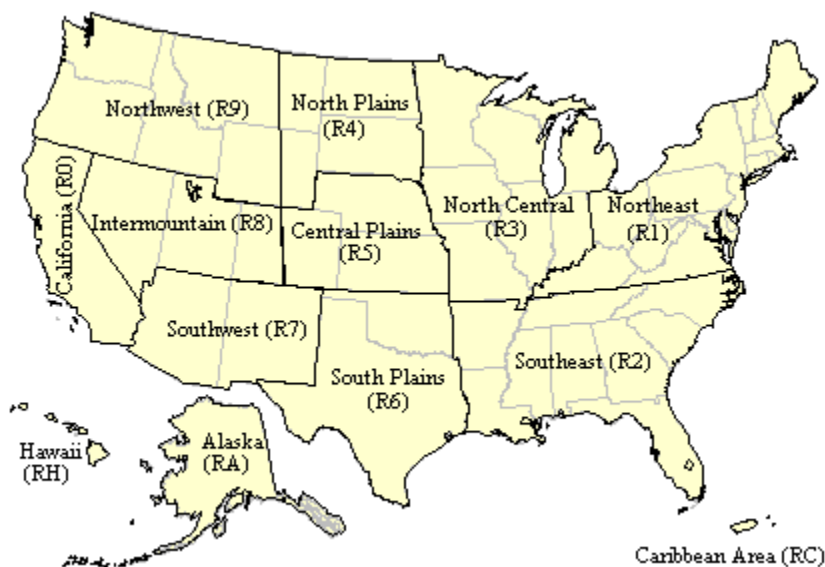 Northwest (R9)
North Plains
(R4)
California (R0)
Intermountain (R8)
Central Plains
(R5)
North Central
(R3)
Northeast
(R1)
Southwest (R7)
South Plains
(R6)
Southeast (R2)
Hawaii
(RH)
Alaska
(RA)
Caribbean Area (RC)